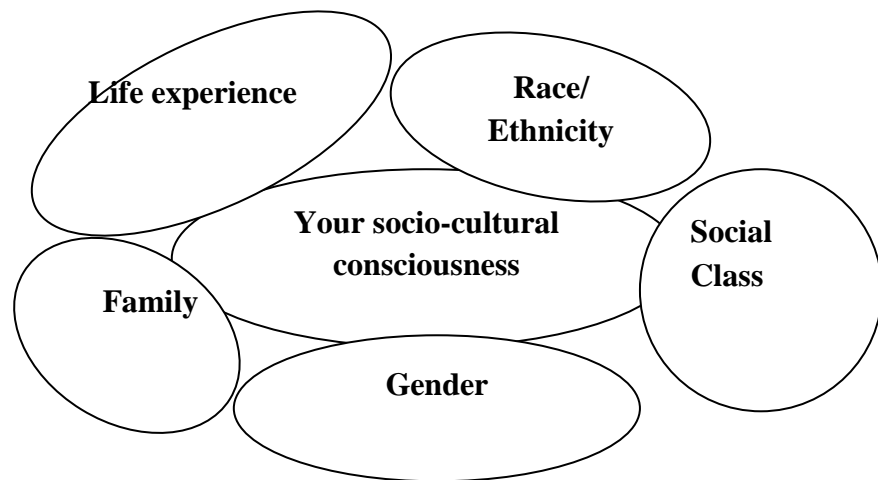 Life experience
Race/
Ethnicity
Your socio-cultural
consciousness
Social
Class
Family
Gender